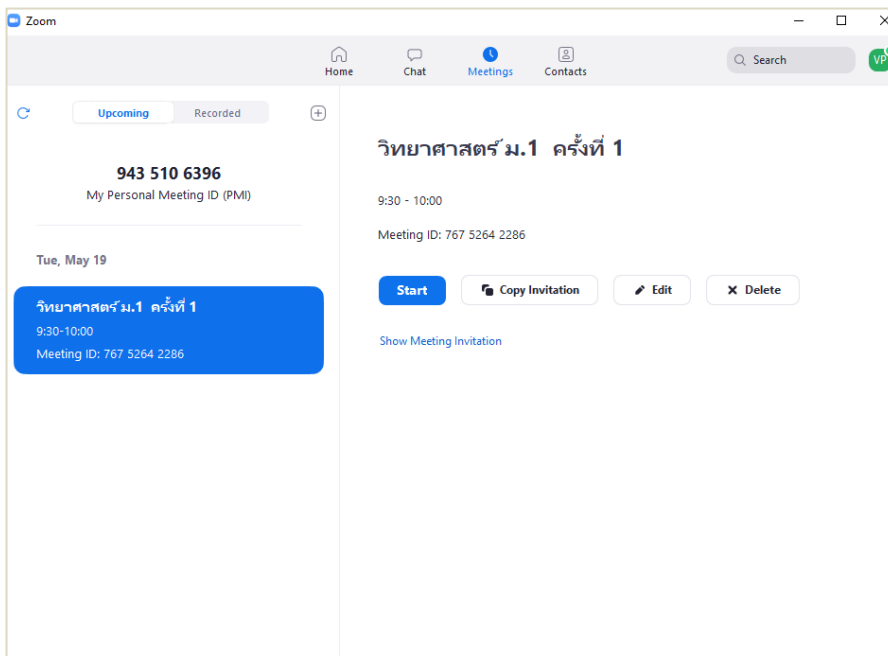 Zoom
Home Chat Meetings Contacts
Search
VP
Upcoming Recorded
943 510 6396
My Personal Meeting ID (PMI)
Tue, May 19
วิทยาศาสตร์ ม.1 ครั้งที่ 1
9:30-10:00
Meeting ID: 767 5264 2286
วิทยาศาสตร์ ม.1 ครั้งที่ 1
9:30 - 10:00
Meeting ID: 767 5264 2286
Start Copy Invitation Edit Delete
Show Meeting Invitation